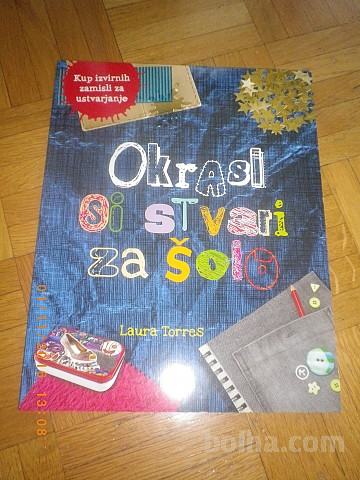 Kup izvirnih
zamisli za
ustvarjanje
Okrasi
si stvari
za šolo
Laura Torres
bolha.com